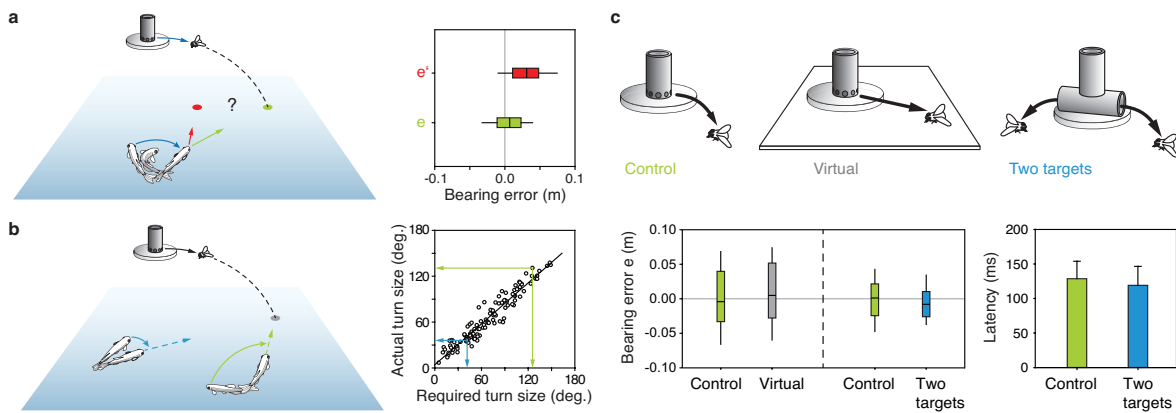 a
?
e'
e
-0.1
0.0
0.1
Bearing error (m)
b
Actual turn size (deg.)
180
120
60
0
0
60
120
180
Required turn size (deg.)
c
Control
Virtual
Two targets
Bearing error e (m)
0.10
0.05
0.00
-0.05
-0.10
Control
Virtual
Control
Two
targets
Latency (ms)
200
150
100
50
0
Control
Two
targets